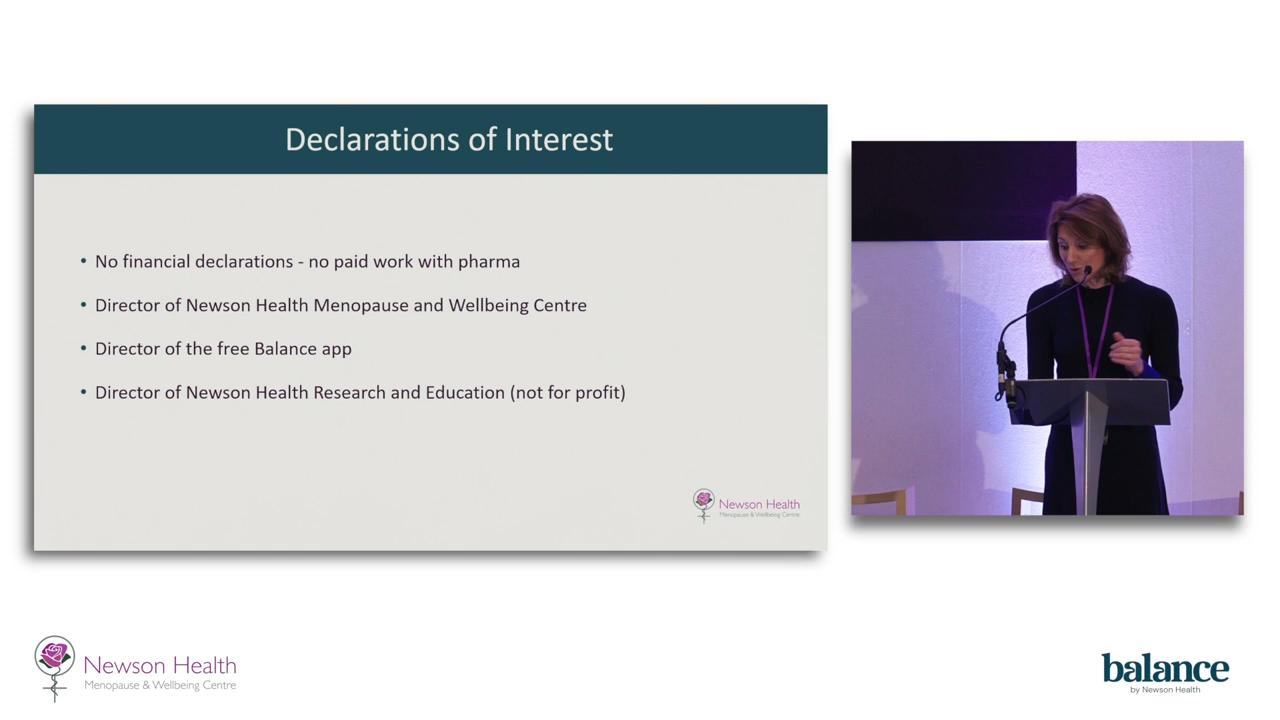 Declarations of Interest
• No financial declarations - no paid work with pharma
• Director of Newson Health Menopause and Wellbeing Centre
• Director of the free Balance app
• Director of Newson Health Research and Education (not for profit)
Newson Health
Menopause & Wellbeing Centre
Newson Health
Menopause & Wellbeing Centre
balance
by Newson Health